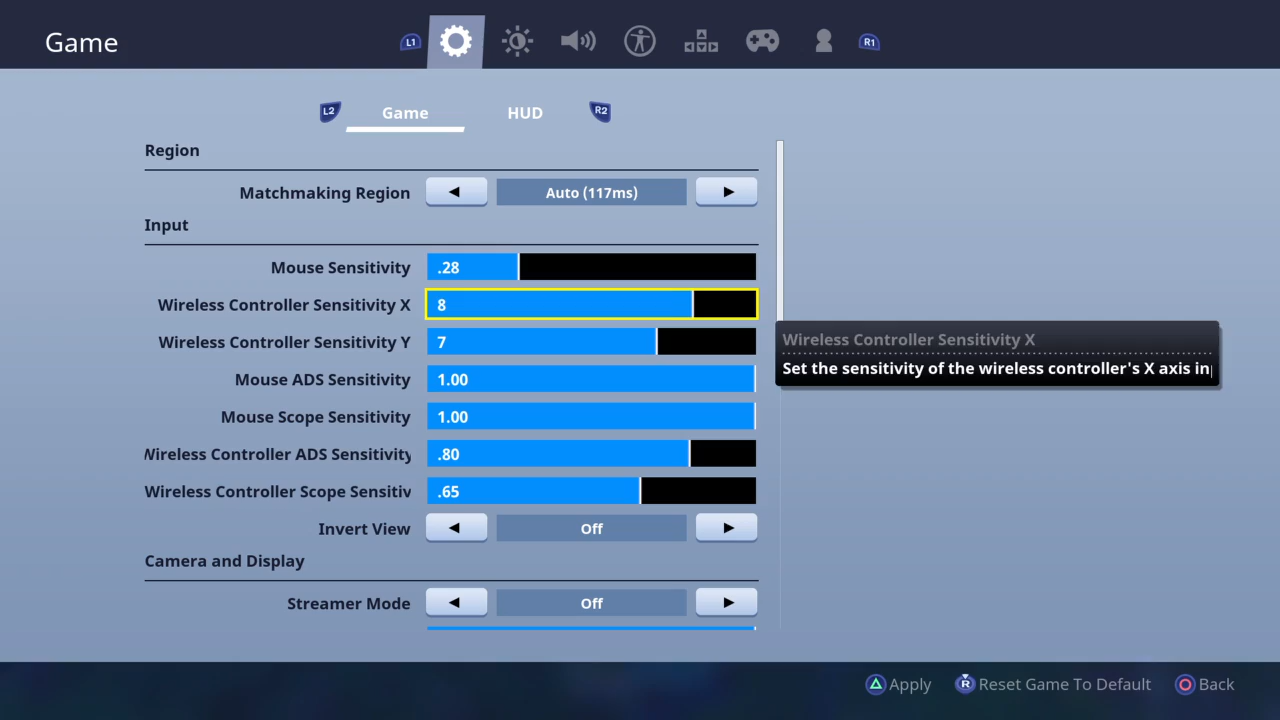 Game
L1
R1
L2
Game
HUD
R2
Region
Matchmaking Region
Auto (117ms)
Input
Mouse Sensitivity
.28
Wireless Controller Sensitivity X
8
Wireless Controller Sensitivity Y
7
Mouse ADS Sensitivity
1.00
Mouse Scope Sensitivity
1.00
Wireless Controller ADS Sensitivity
.80
Wireless Controller Scope Sensitiv
.65
Invert View
Off
Camera and Display
Streamer Mode
Off
Wireless Controller Sensitivity X
Set the sensitivity of the wireless controller's X axis in
Apply
R Reset Game To Default
Back